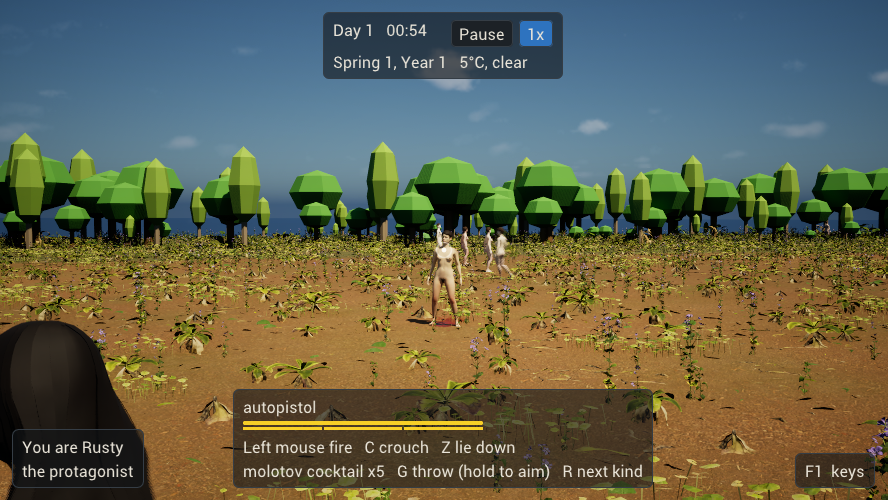 Day 1 00:54 Pause 1x
Spring 1, Year 1 5°C, clear
autopistol
Left mouse fire C crouch Z lie down
molotov cocktail x5 G throw (hold to aim) R next kind
You are Rusty
the protagonist
F1 keys